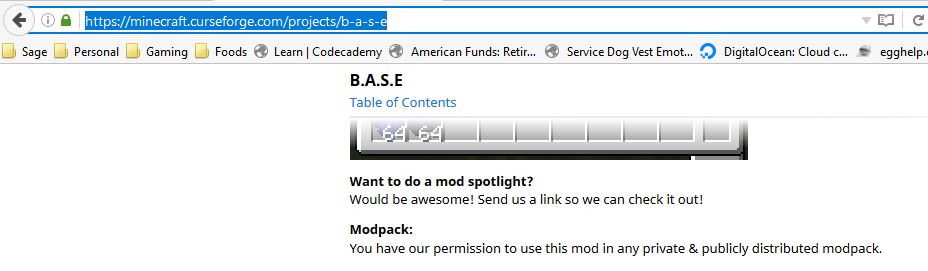 https://minecraft.curseforge.com/projects/b-a-s-e
Sage Personal Gaming Foods Learn | Codecademy American Funds: Retir... Service Dog Vest Emot... DigitalOcean: Cloud c... egghelp.c
B.A.S.E
Table of Contents
64 64
Want to do a mod spotlight?
Would be awesome! Send us a link so we can check it out!
Modpack:
You have our permission to use this mod in any private & publicly distributed modpack.